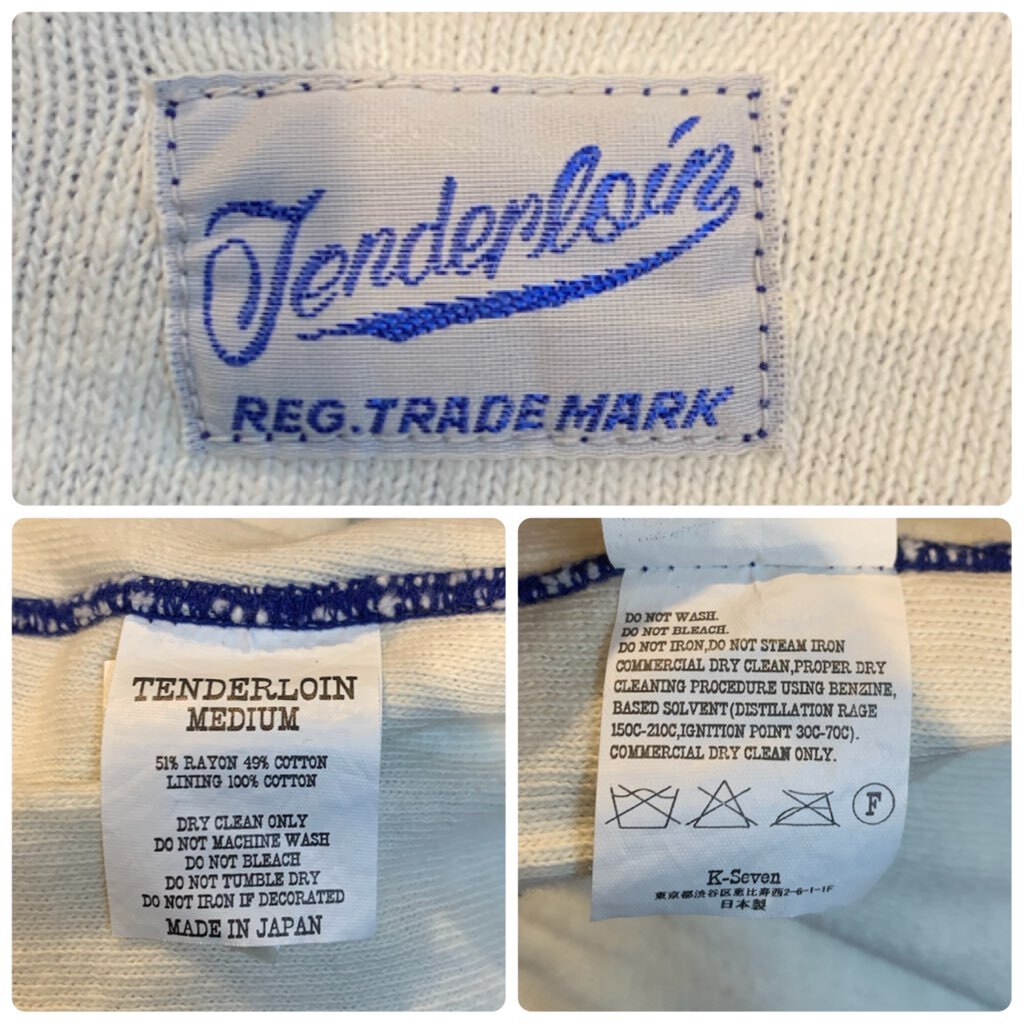 Tenderloin
REG. TRADE MARK
TENDERLOIN
MEDIUM
51% RAYON 49% COTTON
LINING 100% COTTON
DRY CLEAN ONLY
DO NOT MACHINE WASH
DO NOT BLEACH
DO NOT TUMBLE DRY
DO NOT IRON IF DECORATED
MADE IN JAPAN
DO NOT WASH.
DO NOT BLEACH.
DO NOT IRON,DO NOT STEAM IRON
COMMERCIAL DRY CLEAN,PROPER DRY
CLEANING PROCEDURE USING BENZINE,
BASED SOLVENT(DISTILLATION RAGE
150C-210C,IGNITION POINT 30C-70C).
COMMERCIAL DRY CLEAN ONLY.
F
K-Seven
東京都渋谷区恵比寿西2-6-1-1F
日本製